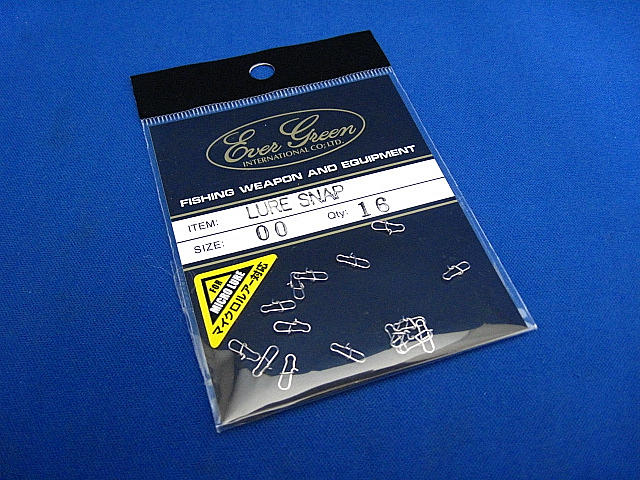 Ever Green
INTERNATIONAL CO; LTD.
FISHING WEAPON AND EQUIPMENT
ITEM: LURE SNAP
SIZE: 00 Qty: 16
FOR
MICRO LURE
マイクロルアー対応